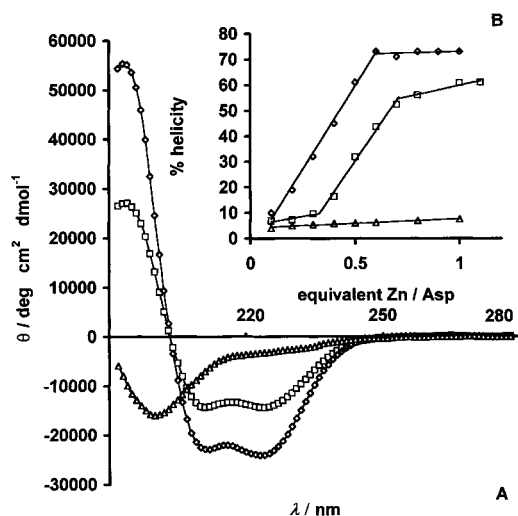 B
60000
50000
40000
30000
20000
10000
0
-10000
-20000
-30000
θ / deg cm² dmol⁻¹
80
70
60
50
40
30
20
10
0
% helicity
0 0.5 1
equivalent Zn / Asp
220 250 280
A
λ / nm